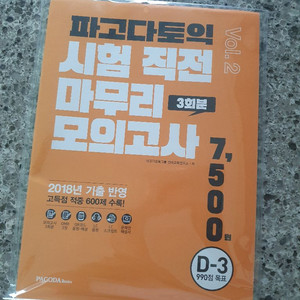 파고다토익
Vol. 2
시험 직전
마무리
3회분
모의고사
7,500원
2018년 기출 반영
고득점 적중 600제 수록!
D-3
990점 목표
PAGODA Books